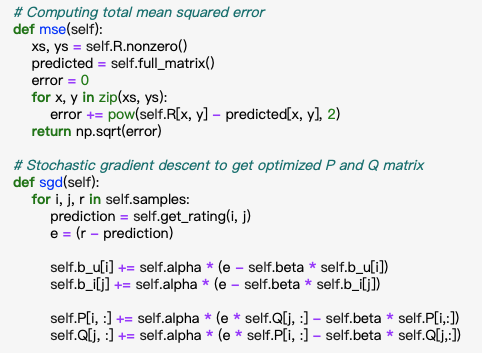 # Computing total mean squared error
def mse(self):
xs, ys = self.R.nonzero()
predicted = self.full_matrix()
error = 0
for x, y in zip(xs, ys):
error += pow(self.R[x, y] - predicted[x, y], 2)
return np.sqrt(error)
# Stochastic gradient descent to get optimized P and Q matrix
def sgd(self):
for i, j, r in self.samples:
prediction = self.get_rating(i, j)
e = (r - prediction)
self.b_u[i] += self.alpha * (e - self.beta * self.b_u[i])
self.b_i[j] += self.alpha * (e - self.beta * self.b_i[j])
self.P[i, :] += self.alpha * (e * self.Q[j, :] - self.beta * self.P[i,:])
self.Q[j, :] += self.alpha * (e * self.P[i, :] - self.beta * self.Q[j,:])